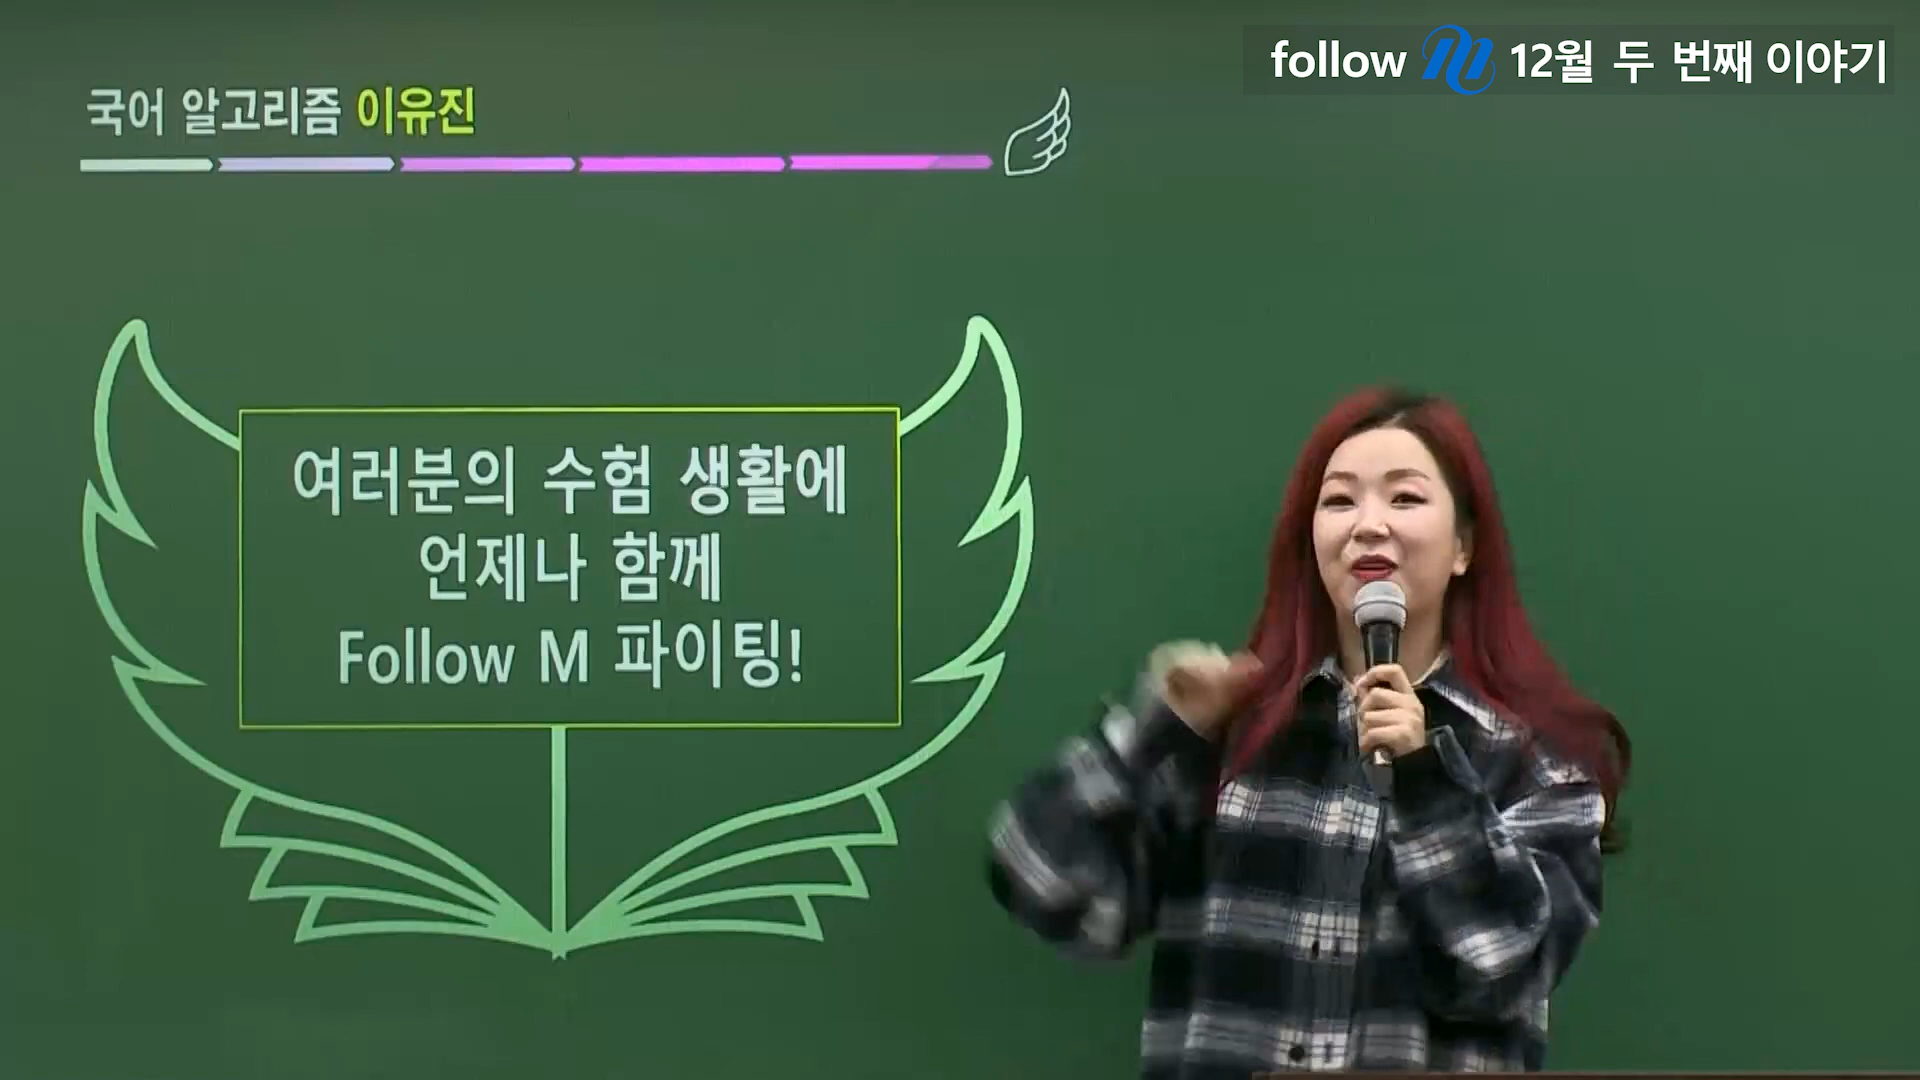 follow M 12월 두 번째 이야기
국어 알고리즘 이유진
여러분의 수험 생활에
언제나 함께
Follow M 파이팅!